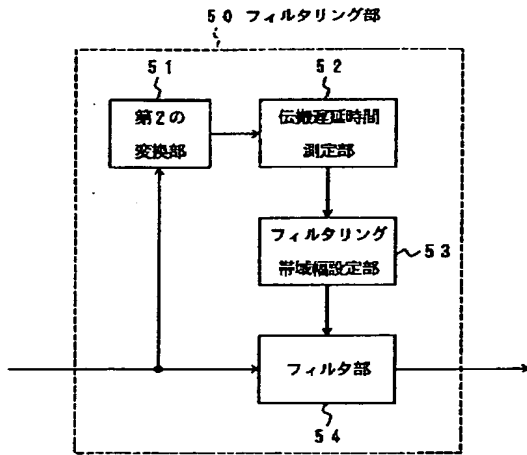 50 フィルタリング部
51
52
第2の
変換部
伝搬遅延時間
測定部
フィルタリング
帯域幅設定部
53
フィルタ部
54